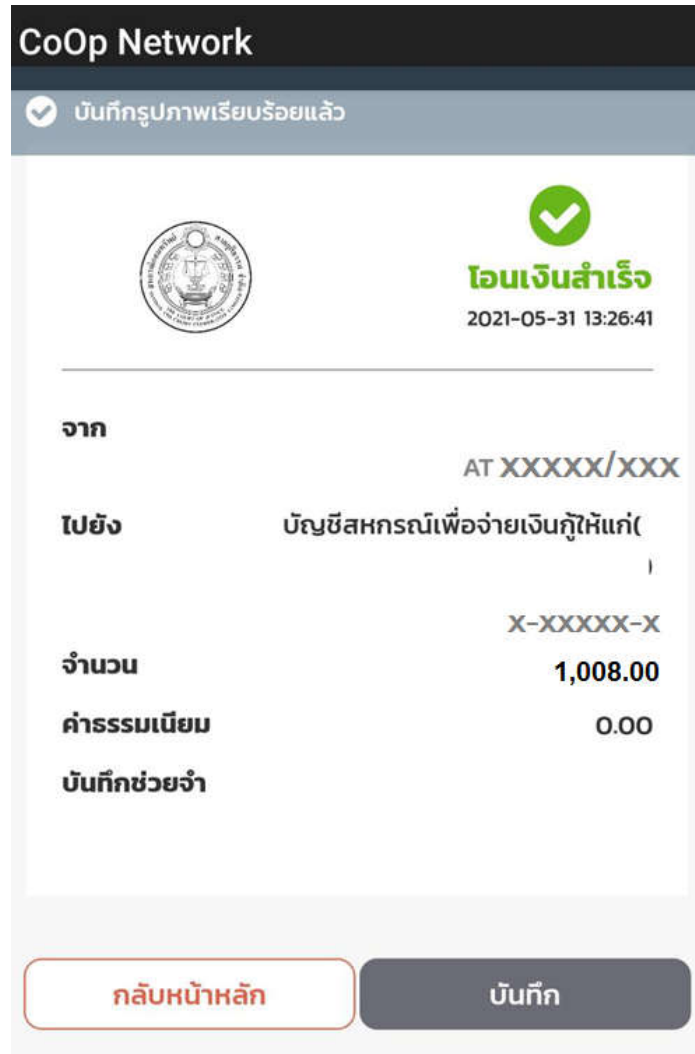 CoOp Network
บันทึกรูปภาพเรียบร้อยแล้ว
โอนเงินสำเร็จ
2021-05-31 13:26:41
จาก
AT XXXXX/XXX
ไปยัง บัญชีสหกรณ์เพื่อจ่ายเงินกู้ให้แก่(
)
X-XXXXX-X
จำนวน 1,008.00
ค่าธรรมเนียม 0.00
บันทึกช่วยจำ
กลับหน้าหลัก บันทึก